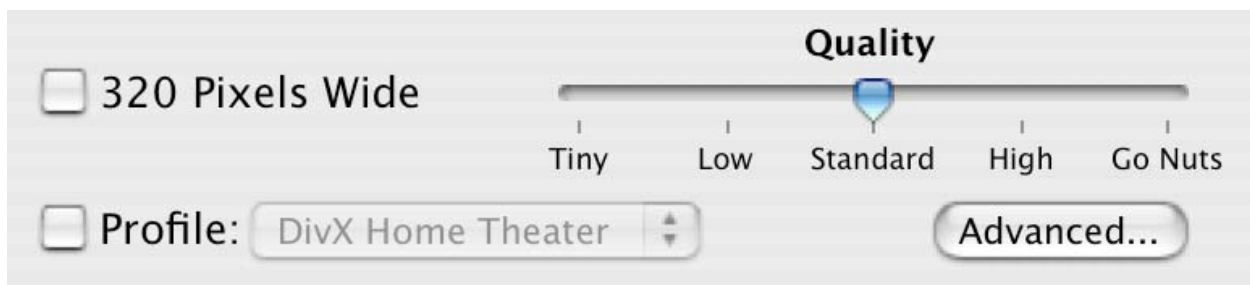 Quality
320 Pixels Wide
Tiny Low Standard High Go Nuts
Profile: DivX Home Theater Advanced...